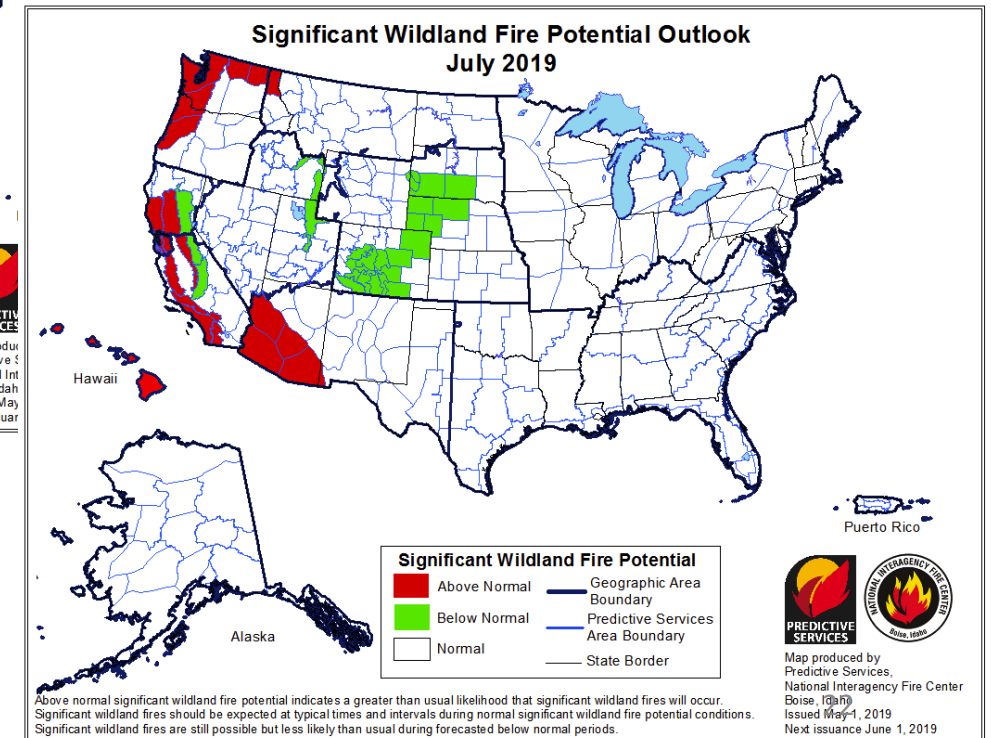 Significant Wildland Fire Potential Outlook
July 2019
Hawaii
Alaska
Puerto Rico
Significant Wildland Fire Potential
Above Normal
Below Normal
Normal
Geographic Area
Boundary
Predictive Services
Area Boundary
State Border
PREDICTIVE
SERVICES
NATIONAL INTERAGENCY FIRE CENTER
Boise, Idaho
Map produced by
Predictive Services,
National Interagency Fire Center
Boise, Idaho
Issued May 1, 2019
Next issuance June 1, 2019
22
Above normal significant wildland fire potential indicates a greater than usual likelihood that significant wildland fires will occur.
Significant wildland fires should be expected at typical times and intervals during normal significant wildland fire potential conditions.
Significant wildland fires are still possible but less likely than usual during forecasted below normal periods.